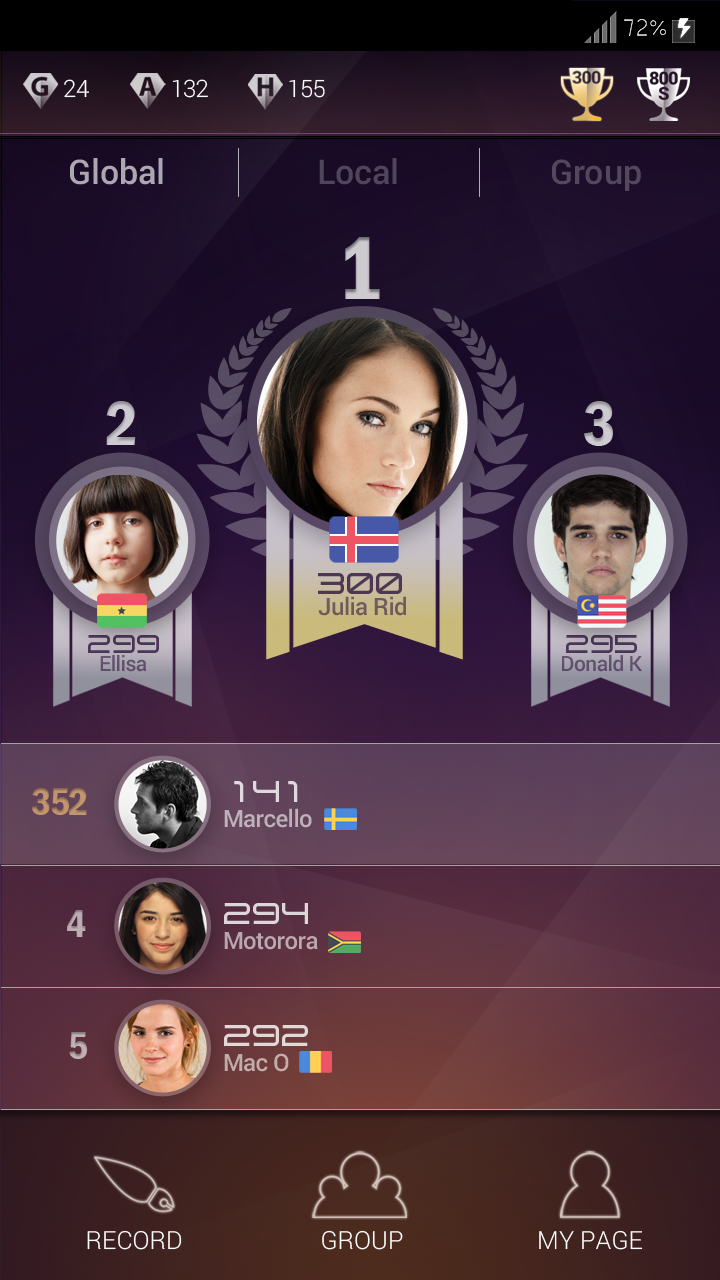 72%
G 24 A 132 H 155 300 800 S
Global Local Group
1
2
3
300
Julia Rid
299
Ellisa
295
Donald K
352
141
Marcello
4
294
Motorora
5
292
Mac O
RECORD GROUP MY PAGE